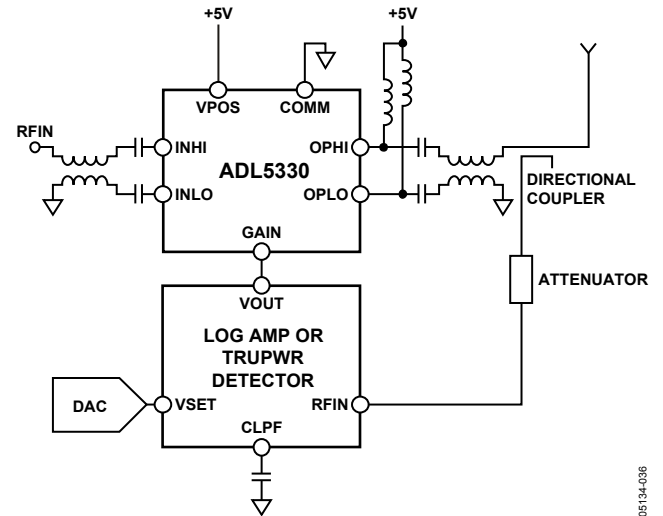 +5V
+5V
VPOS
COMM
RFIN
INHI
OPHI
ADL5330
INLO
OPLO
DIRECTIONAL
COUPLER
GAIN
ATTENUATOR
VOUT
LOG AMP OR
TRUPWR
DETECTOR
DAC
VSET
RFIN
CLPF
05134-036